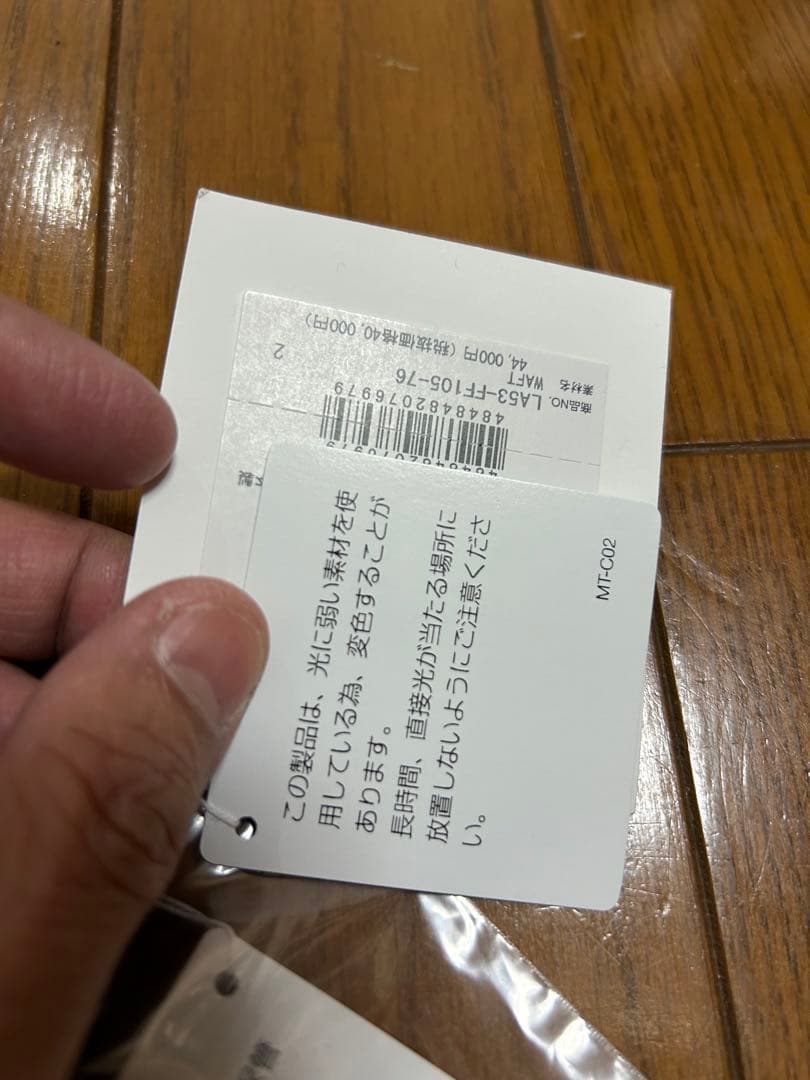 44,000円（税抜価格40,000円）
素材名 WAFT 2
商品NO. LA53-FF105-76
4848482076979
この製品は、光に弱い素材を使
用している為、変色することが
あります。
長時間、直接光が当たる場所に
放置しないようにご注意くださ
い。
MT-C02